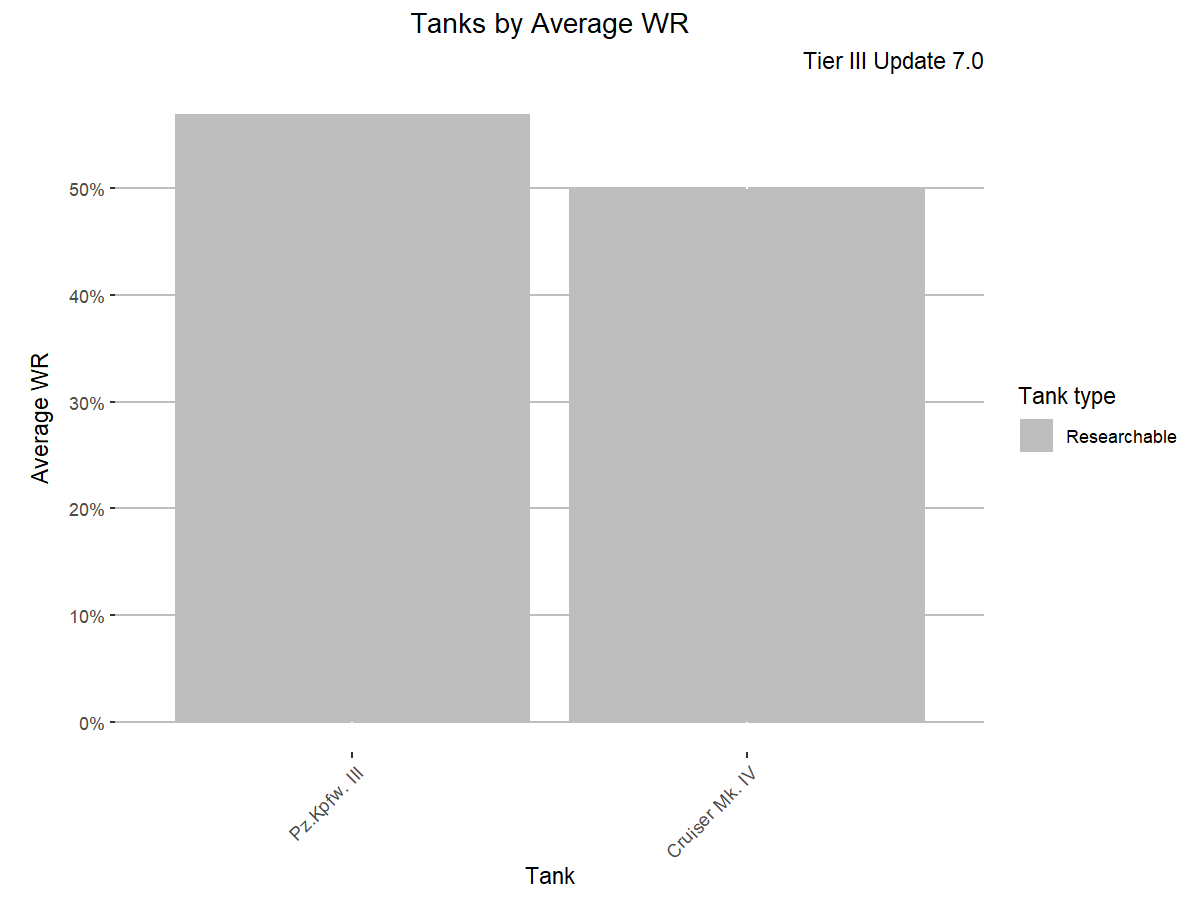 Tanks by Average WR
Tier III Update 7.0
Average WR
50%
40%
30%
20%
10%
0%
Pz.Kpfw. III
Cruiser Mk. IV
Tank
Tank type
Researchable